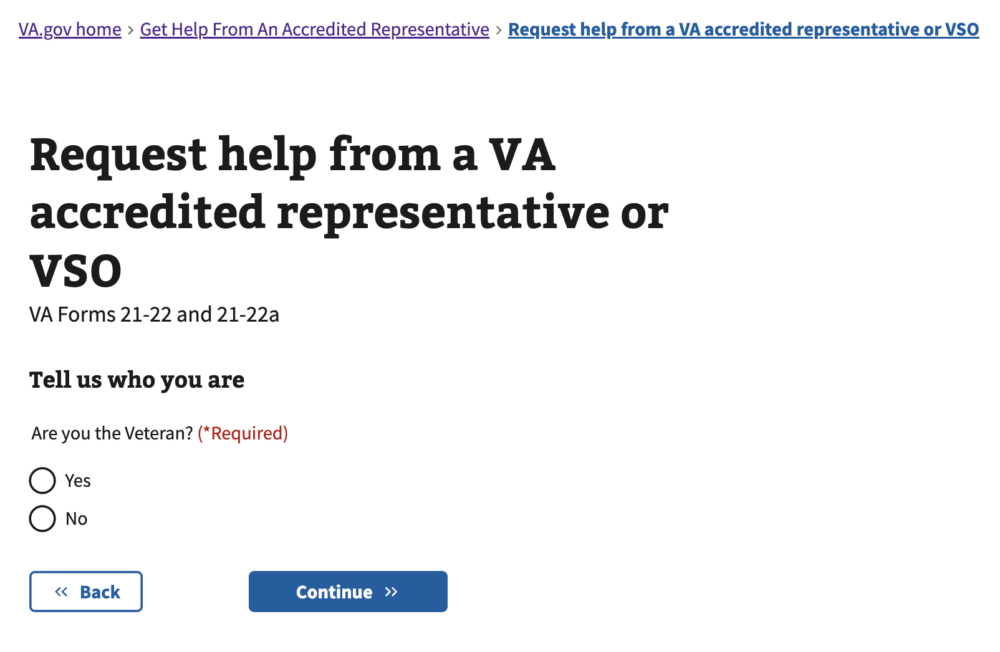 VA.gov home › Get Help From An Accredited Representative › Request help from a VA accredited representative or VSO
Request help from a VA
accredited representative or
VSO
VA Forms 21-22 and 21-22a
Tell us who you are
Are you the Veteran? (*Required)
Yes
No
« Back
Continue »